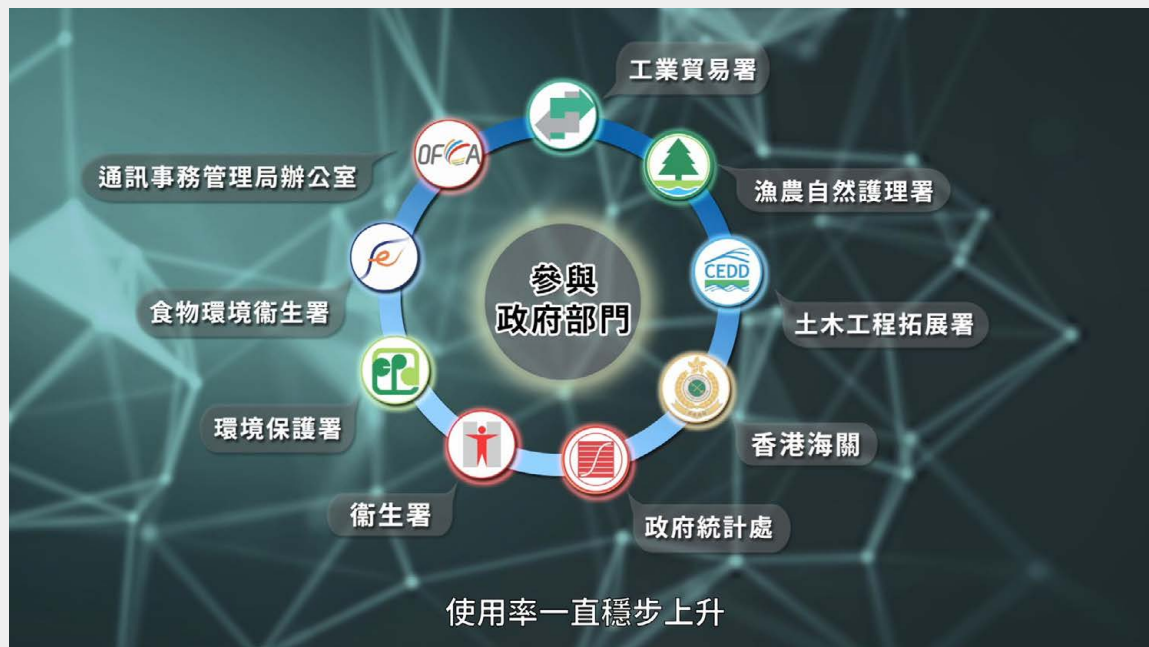 工業貿易署
OFCA
通訊事務管理局辦公室
漁農自然護理署
參與
政府部門
CEDD
食物環境衞生署
土木工程拓展署
環境保護署
香港海關
衞生署
政府統計處
使用率一直穩步上升